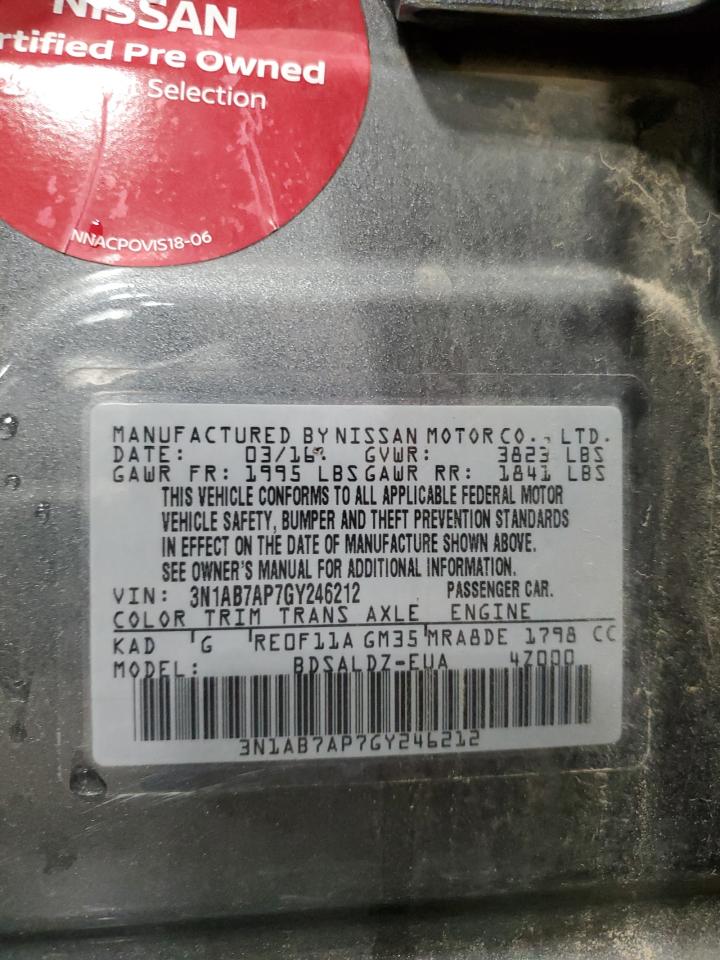 NISSAN
rtified Pre Owned
Selection
NNACPOVIS18-06
MANUFACTURED BY NISSAN MOTOR CO., LTD.
DATE: 03/16 GVWR: 3823 LBS
GAWR FR: 1995 LBS GAWR RR: 1841 LBS
THIS VEHICLE CONFORMS TO ALL APPLICABLE FEDERAL MOTOR
VEHICLE SAFETY, BUMPER AND THEFT PREVENTION STANDARDS
IN EFFECT ON THE DATE OF MANUFACTURE SHOWN ABOVE.
SEE OWNER'S MANUAL FOR ADDITIONAL INFORMATION.
VIN: 3N1AB7AP7GY246212 PASSENGER CAR.
COLOR TRIM TRANS AXLE ENGINE
KAD G RE0F11A GM35 MRA8DE 1798 CC
MODEL: BDSALDZ-EUA 4Z000
3N1AB7AP7GY246212